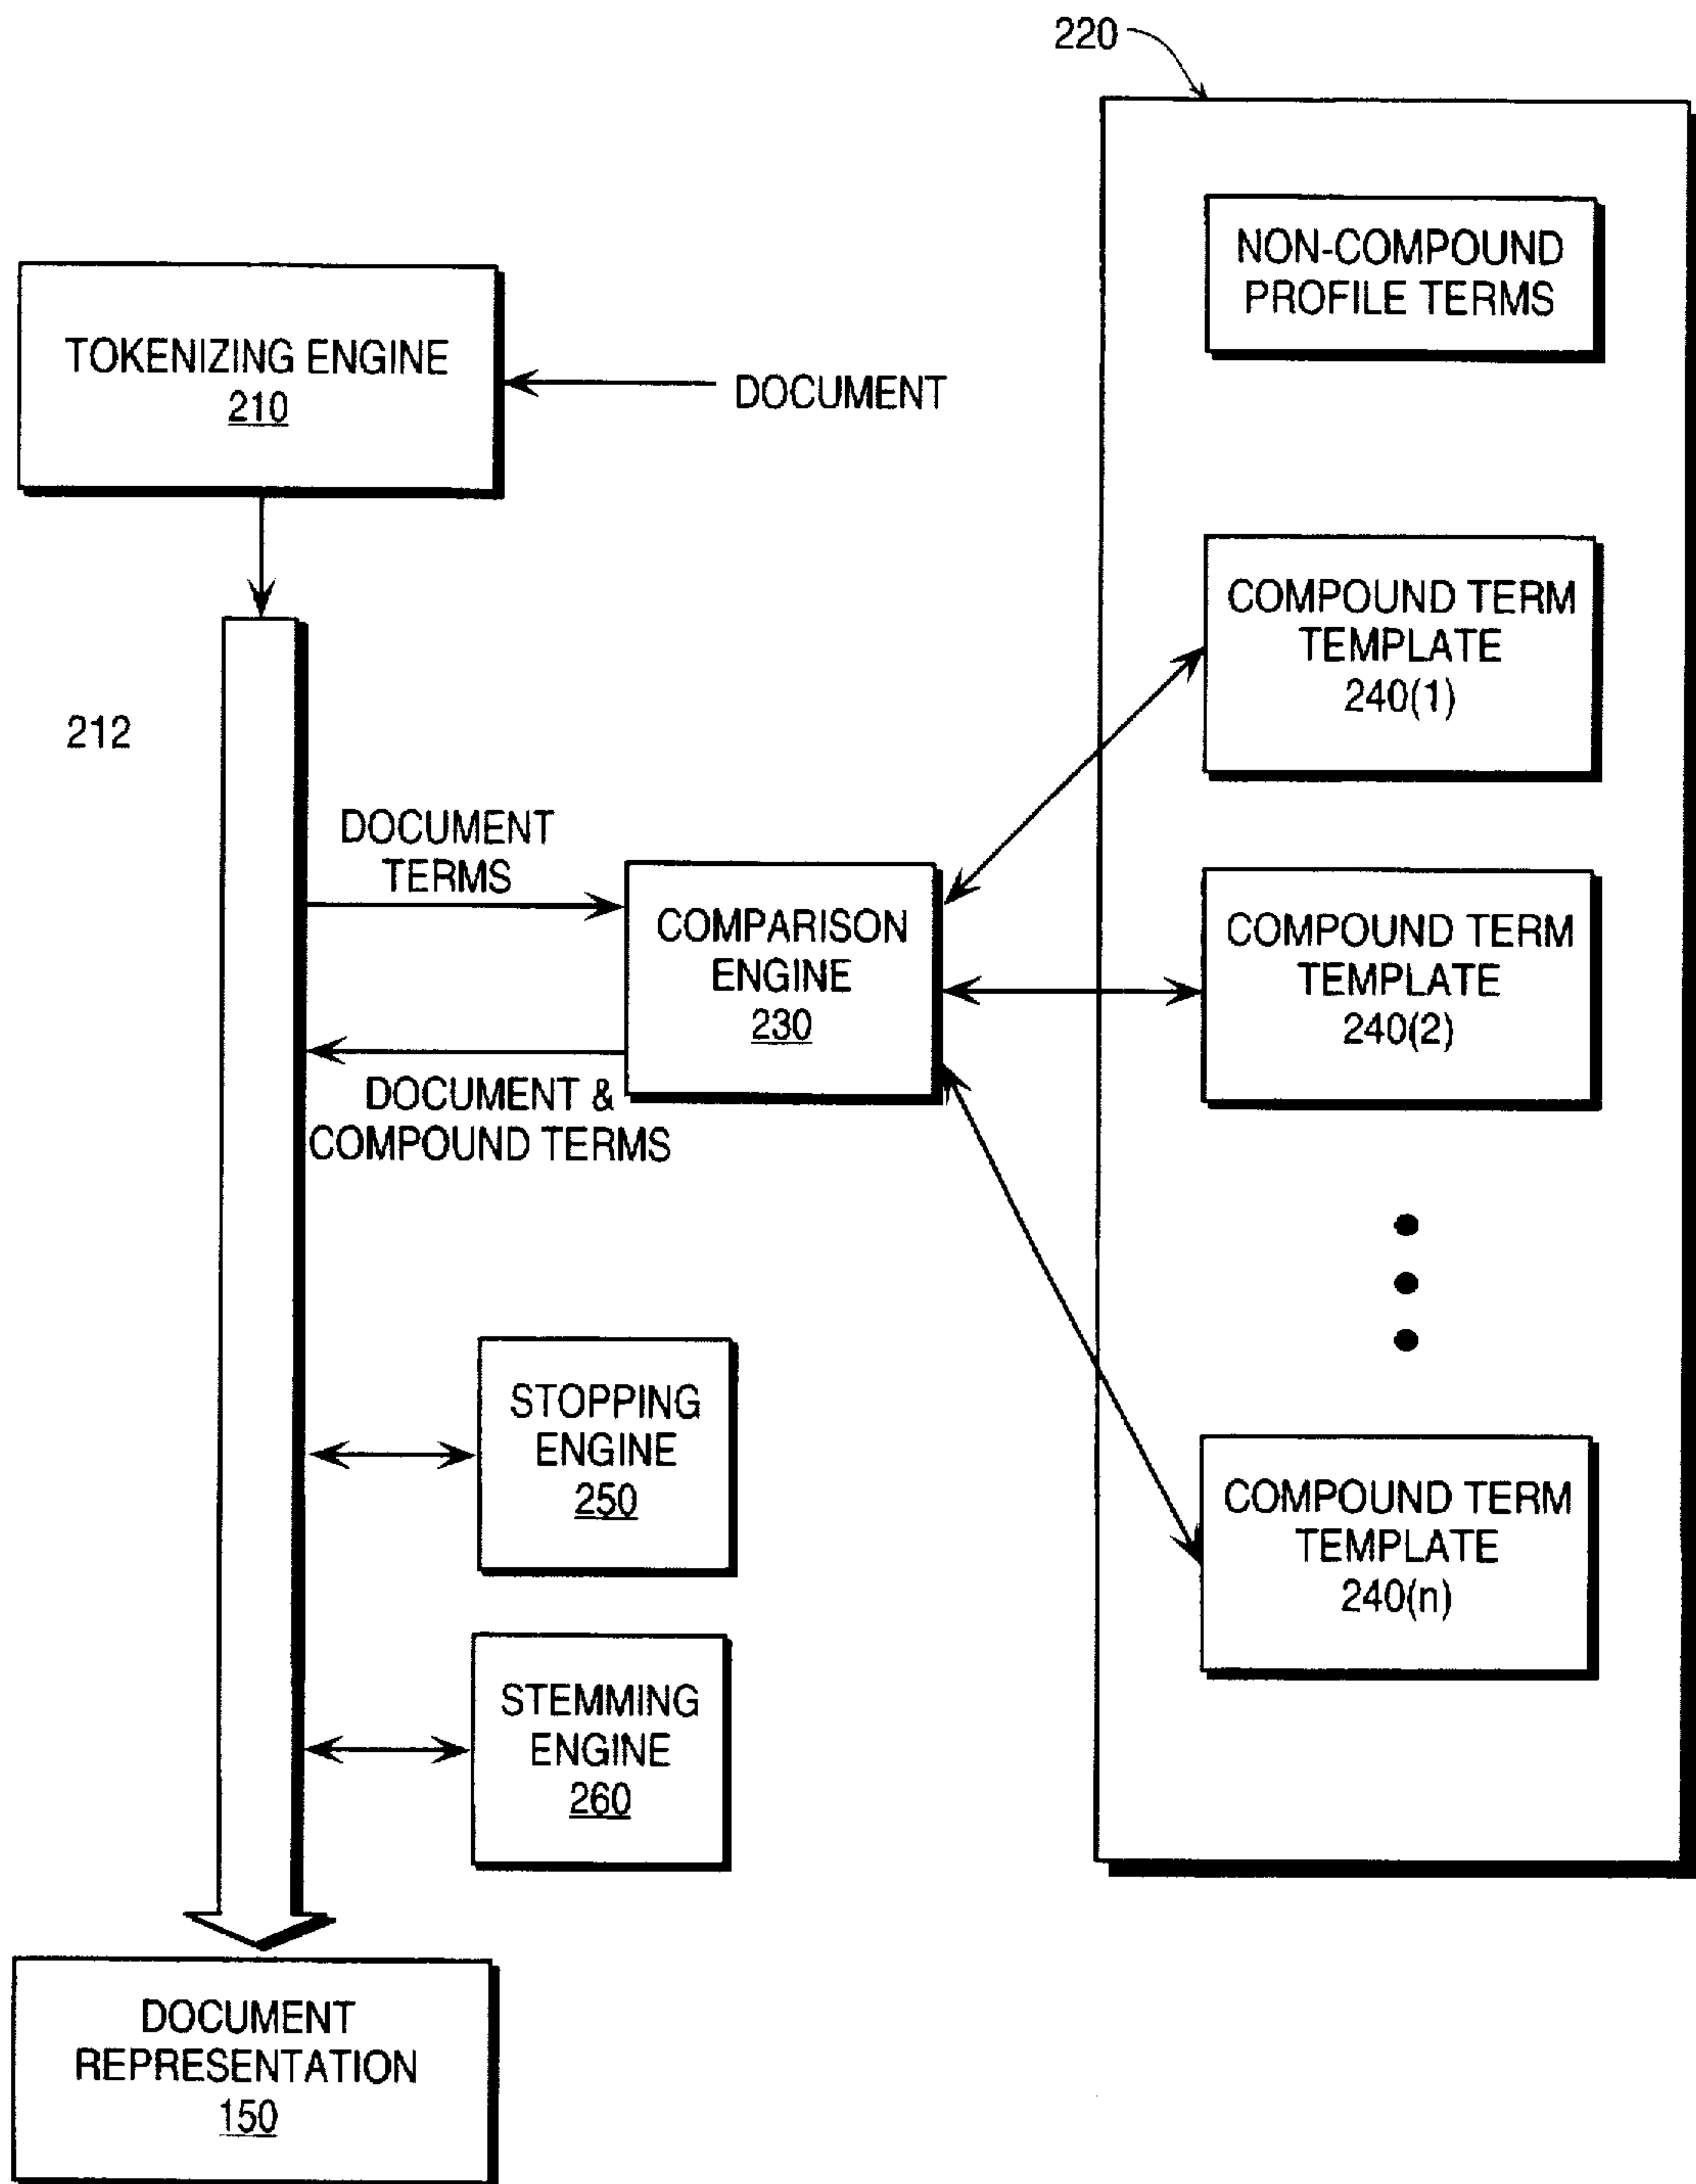 220
NON-COMPOUND
PROFILE TERMS
TOKENIZING ENGINE
210
DOCUMENT
COMPOUND TERM
TEMPLATE
240(1)
212
DOCUMENT
TERMS
COMPARISON
ENGINE
230
COMPOUND TERM
TEMPLATE
240(2)
DOCUMENT &
COMPOUND TERMS
STOPPING
ENGINE
250
COMPOUND TERM
TEMPLATE
240(n)
STEMMING
ENGINE
260
DOCUMENT
REPRESENTATION
150